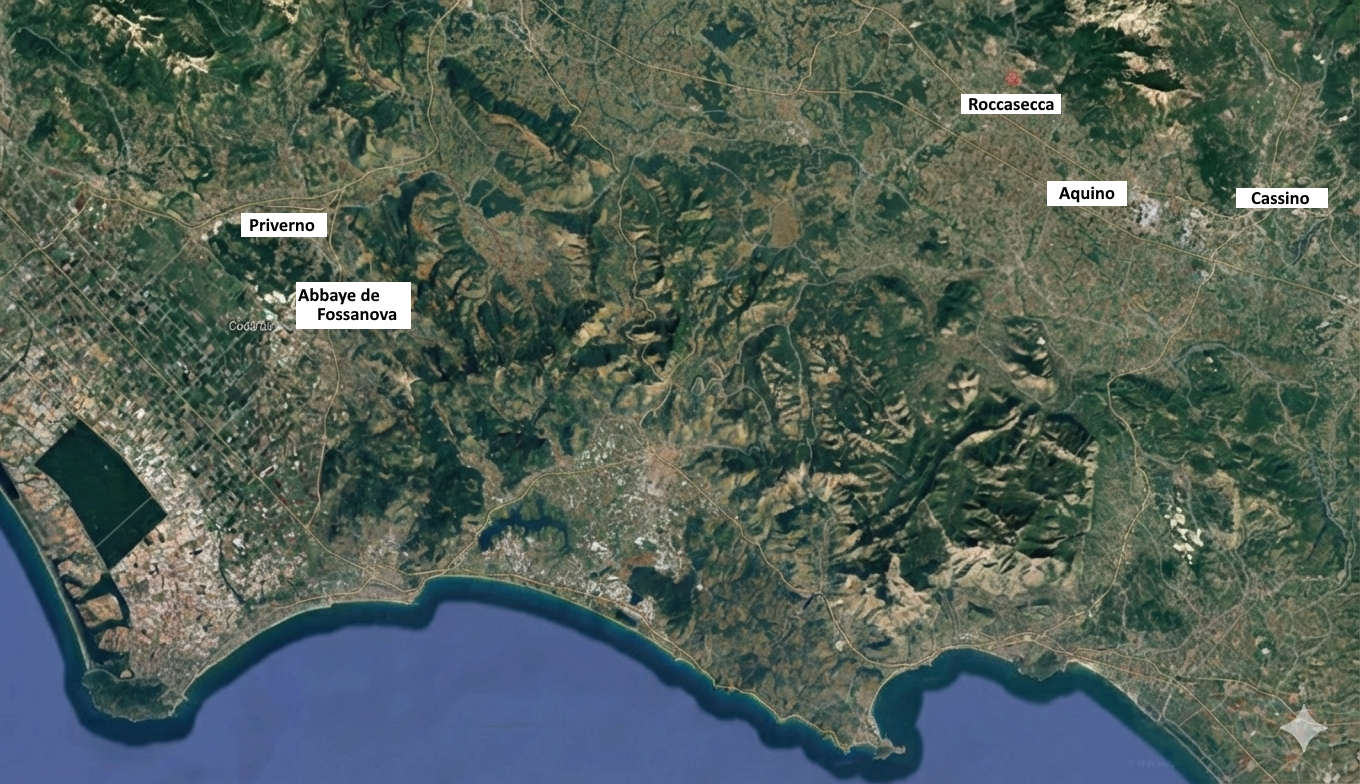 Roccasecca
Aquino
Cassino
Priverno
Abbaye de
Fossanova